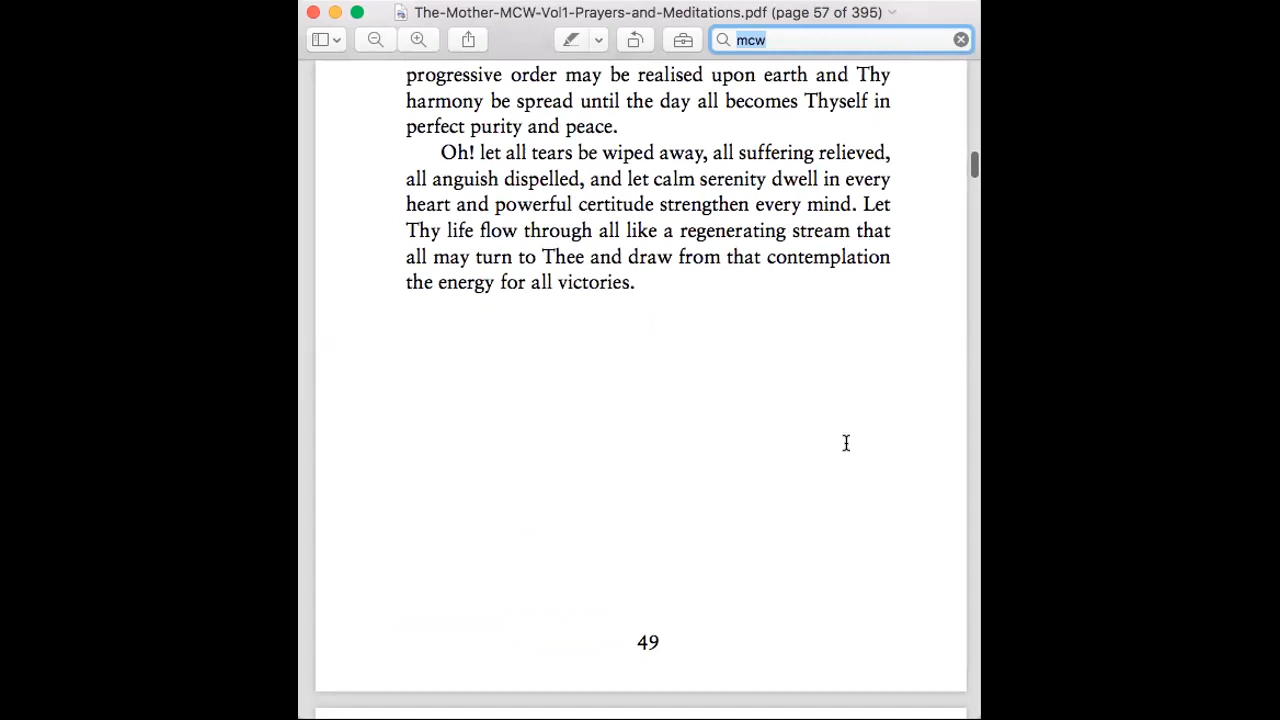 The-Mother-MCW-Vol1-Prayers-and-Meditations.pdf (page 57 of 395)
mcw
progressive order may be realised upon earth and Thy
harmony be spread until the day all becomes Thyself in
perfect purity and peace.
Oh! let all tears be wiped away, all suffering relieved,
all anguish dispelled, and let calm serenity dwell in every
heart and powerful certitude strengthen every mind. Let
Thy life flow through all like a regenerating stream that
all may turn to Thee and draw from that contemplation
the energy for all victories.
49